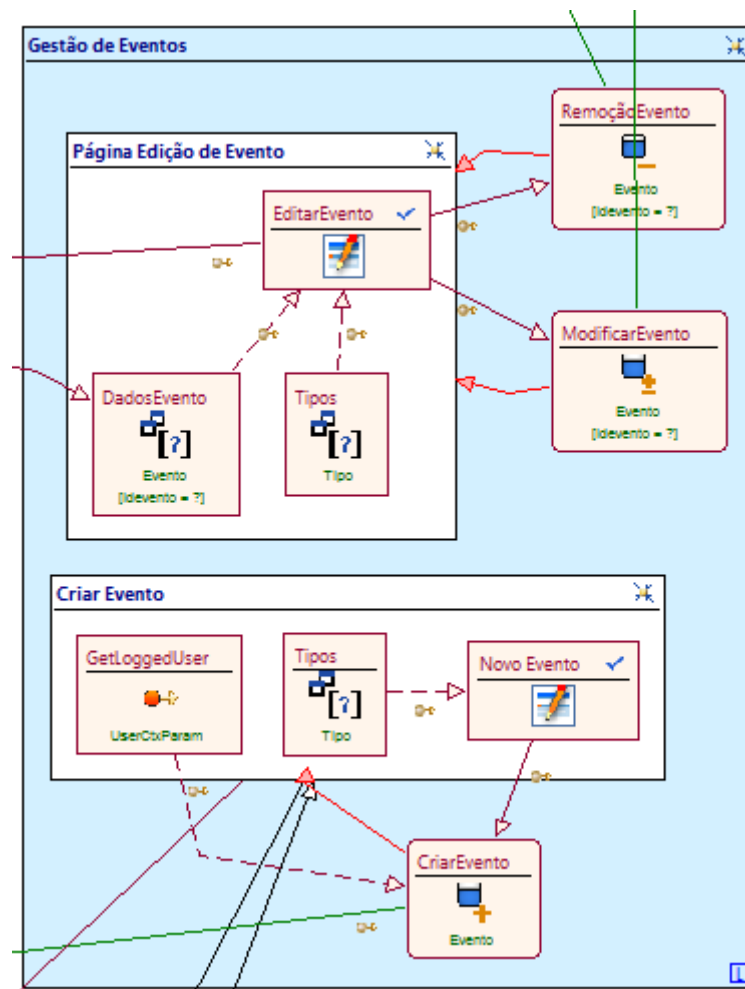 Gestão de Eventos
RemoçãoEvento
Evento
[idevento = ?]
Página Edição de Evento
EditarEvento
ModificarEvento
Evento
[idevento = ?]
DadosEvento
[?]
Evento
[idevento = ?]
Tipos
[?]
Tipo
Criar Evento
GetLoggedUser
UserCtxParam
Tipos
[?]
Tipo
Novo Evento
CriarEvento
Evento
L